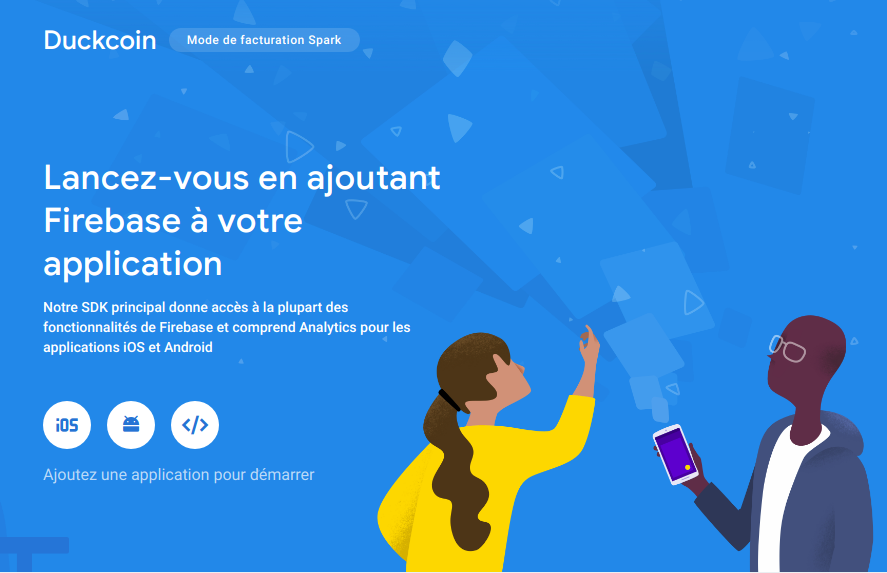 Duckcoin
Mode de facturation Spark
Lancez-vous en ajoutant
Firebase à votre
application
Notre SDK principal donne accès à la plupart des
fonctionnalités de Firebase et comprend Analytics pour les
applications iOS et Android
iOS
</>
Ajoutez une application pour démarrer